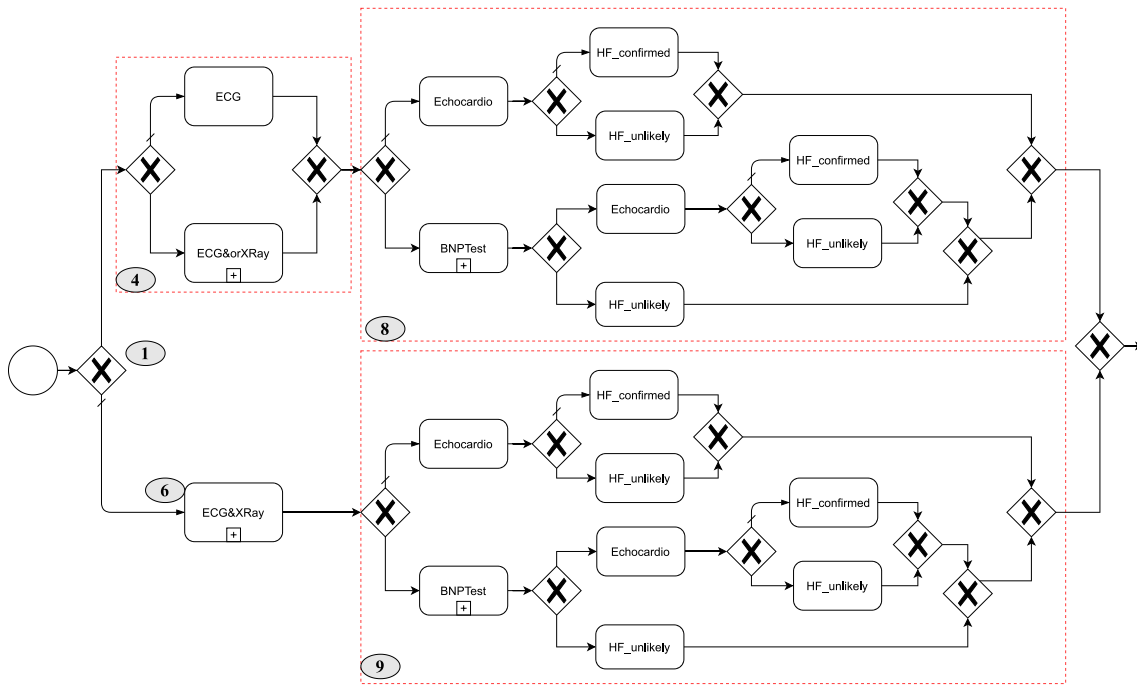 HF_confirmed
ECG
Echocardio
HF_unlikely
HF_confirmed
Echocardio
ECG&orXRay
BNPTest
HF_unlikely
4
HF_unlikely
8
1
HF_confirmed
Echocardio
HF_unlikely
6
ECG&XRay
HF_confirmed
Echocardio
BNPTest
HF_unlikely
HF_unlikely
9